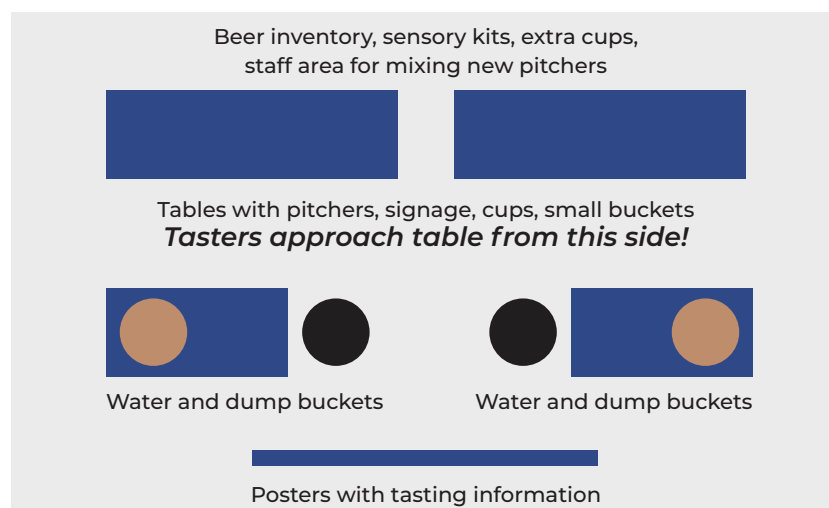 Beer inventory, sensory kits, extra cups,
staff area for mixing new pitchers
Tables with pitchers, signage, cups, small buckets
Tasters approach table from this side!
Water and dump buckets
Water and dump buckets
Posters with tasting information